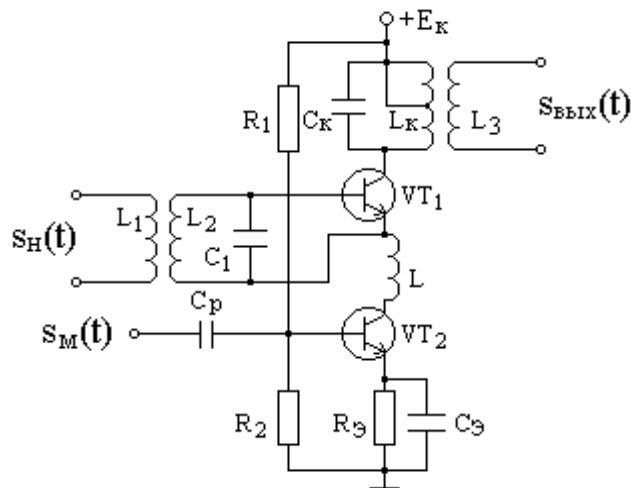 +Eк
R1
Cк
Lк
L3
sвых(t)
VT1
L1
L2
sн(t)
C1
L
Cр
sм(t)
VT2
R2
Rэ
Cэ